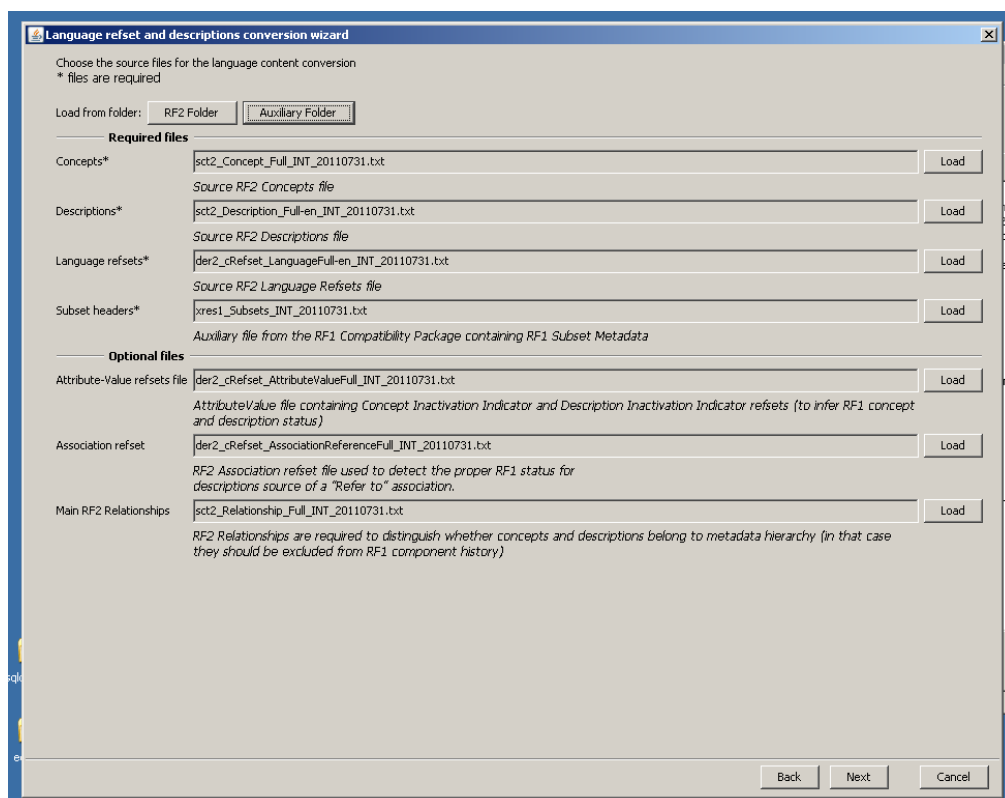 Language refset and descriptions conversion wizard
Choose the source files for the language content conversion
* files are required
Load from folder: RF2 Folder Auxiliary Folder
Required files
Concepts* sct2_Concept_Full_INT_20110731.txt Load
Source RF2 Concepts file
Descriptions* sct2_Description_Full-en_INT_20110731.txt Load
Source RF2 Descriptions file
Language refsets* der2_cRefset_LanguageFull-en_INT_20110731.txt Load
Source RF2 Language Refsets file
Subset headers* xres1_Subsets_INT_20110731.txt Load
Auxiliary file from the RF1 Compatibility Package containing RF1 Subset Metadata
Optional files
Attribute-Value refsets file der2_cRefset_AttributeValueFull_INT_20110731.txt Load
AttributeValue file containing Concept Inactivation Indicator and Description Inactivation Indicator refsets (to infer RF1 concept
and description status)
Association refset der2_cRefset_AssociationReferenceFull_INT_20110731.txt Load
RF2 Association refset file used to detect the proper RF1 status for
descriptions source of a "Refer to" association.
Main RF2 Relationships sct2_Relationship_Full_INT_20110731.txt Load
RF2 Relationships are required to distinguish whether concepts and descriptions belong to metadata hierarchy (in that case
they should be excluded from RF1 component history)
Back Next Cancel